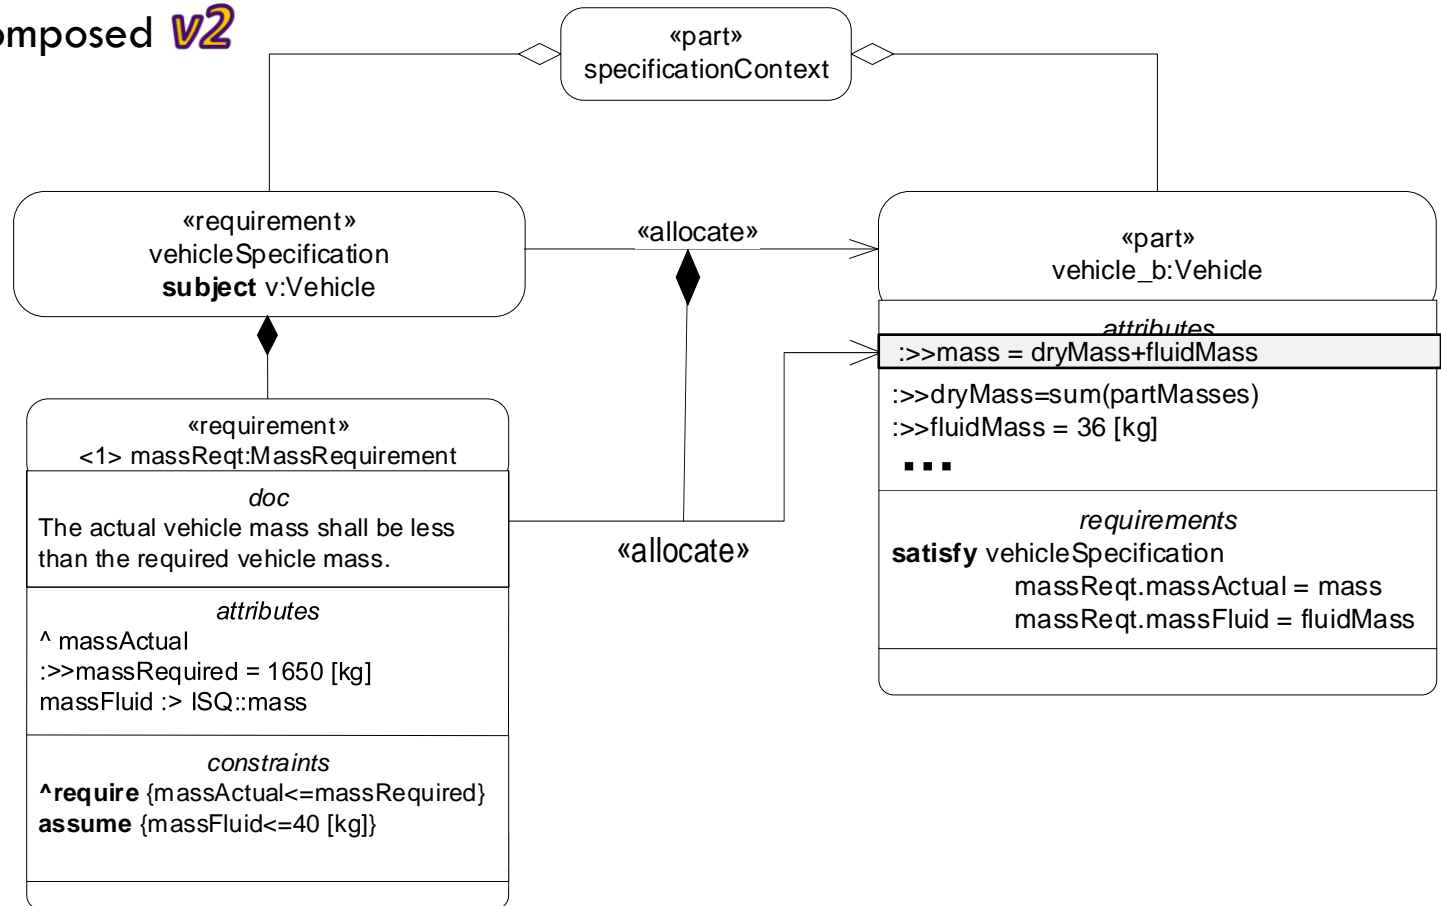 omposed v2
«part»
specificationContext
«requirement»
vehicleSpecification
subject v:Vehicle
«allocate»
«part»
vehicle_b:Vehicle
attributes
:>>mass = dryMass+fluidMass
:>>dryMass=sum(partMasses)
:>>fluidMass = 36 [kg]
...
requirements
satisfy vehicleSpecification
massReqt.massActual = mass
massReqt.massFluid = fluidMass
«requirement»
<1> massReqt:MassRequirement
doc
The actual vehicle mass shall be less
than the required vehicle mass.
«allocate»
attributes
^ massActual
:>>massRequired = 1650 [kg]
massFluid :> ISQ::mass
constraints
^require {massActual<=massRequired}
assume {massFluid<=40 [kg]}